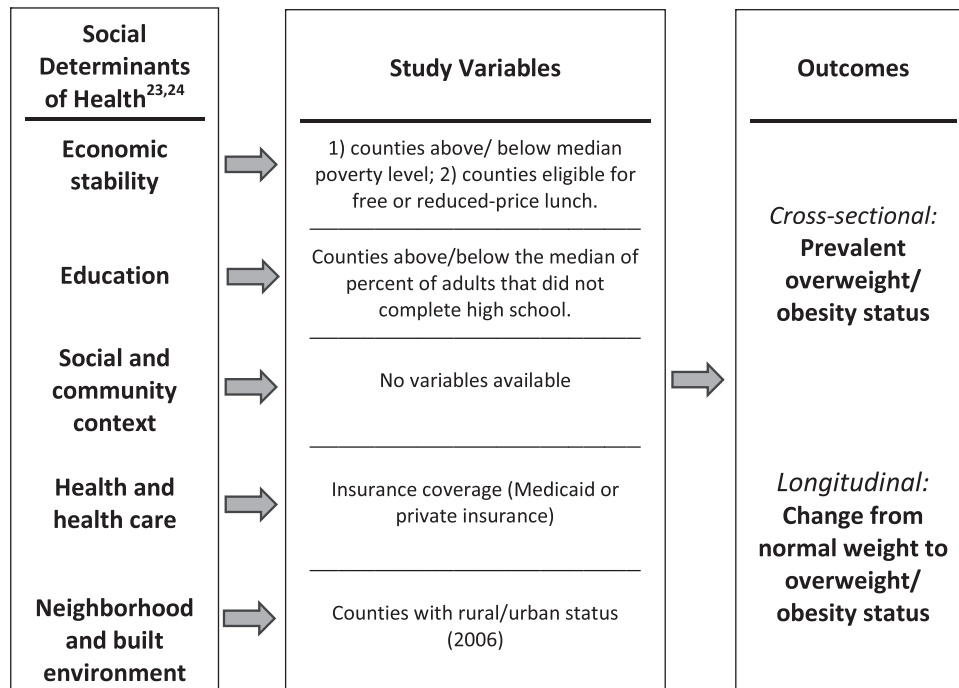 Social
Determinants
of Health23,24
Economic
stability
Education
Social and
community
context
Health and
health care
Neighborhood
and built
environment
Study Variables
1) counties above/ below median
poverty level; 2) counties eligible for
free or reduced-price lunch.
Counties above/below the median of
percent of adults that did not
complete high school.
No variables available
Insurance coverage (Medicaid or
private insurance)
Counties with rural/urban status
(2006)
Outcomes
Cross-sectional:
Prevalent
overweight/
obesity status
Longitudinal:
Change from
normal weight to
overweight/
obesity status